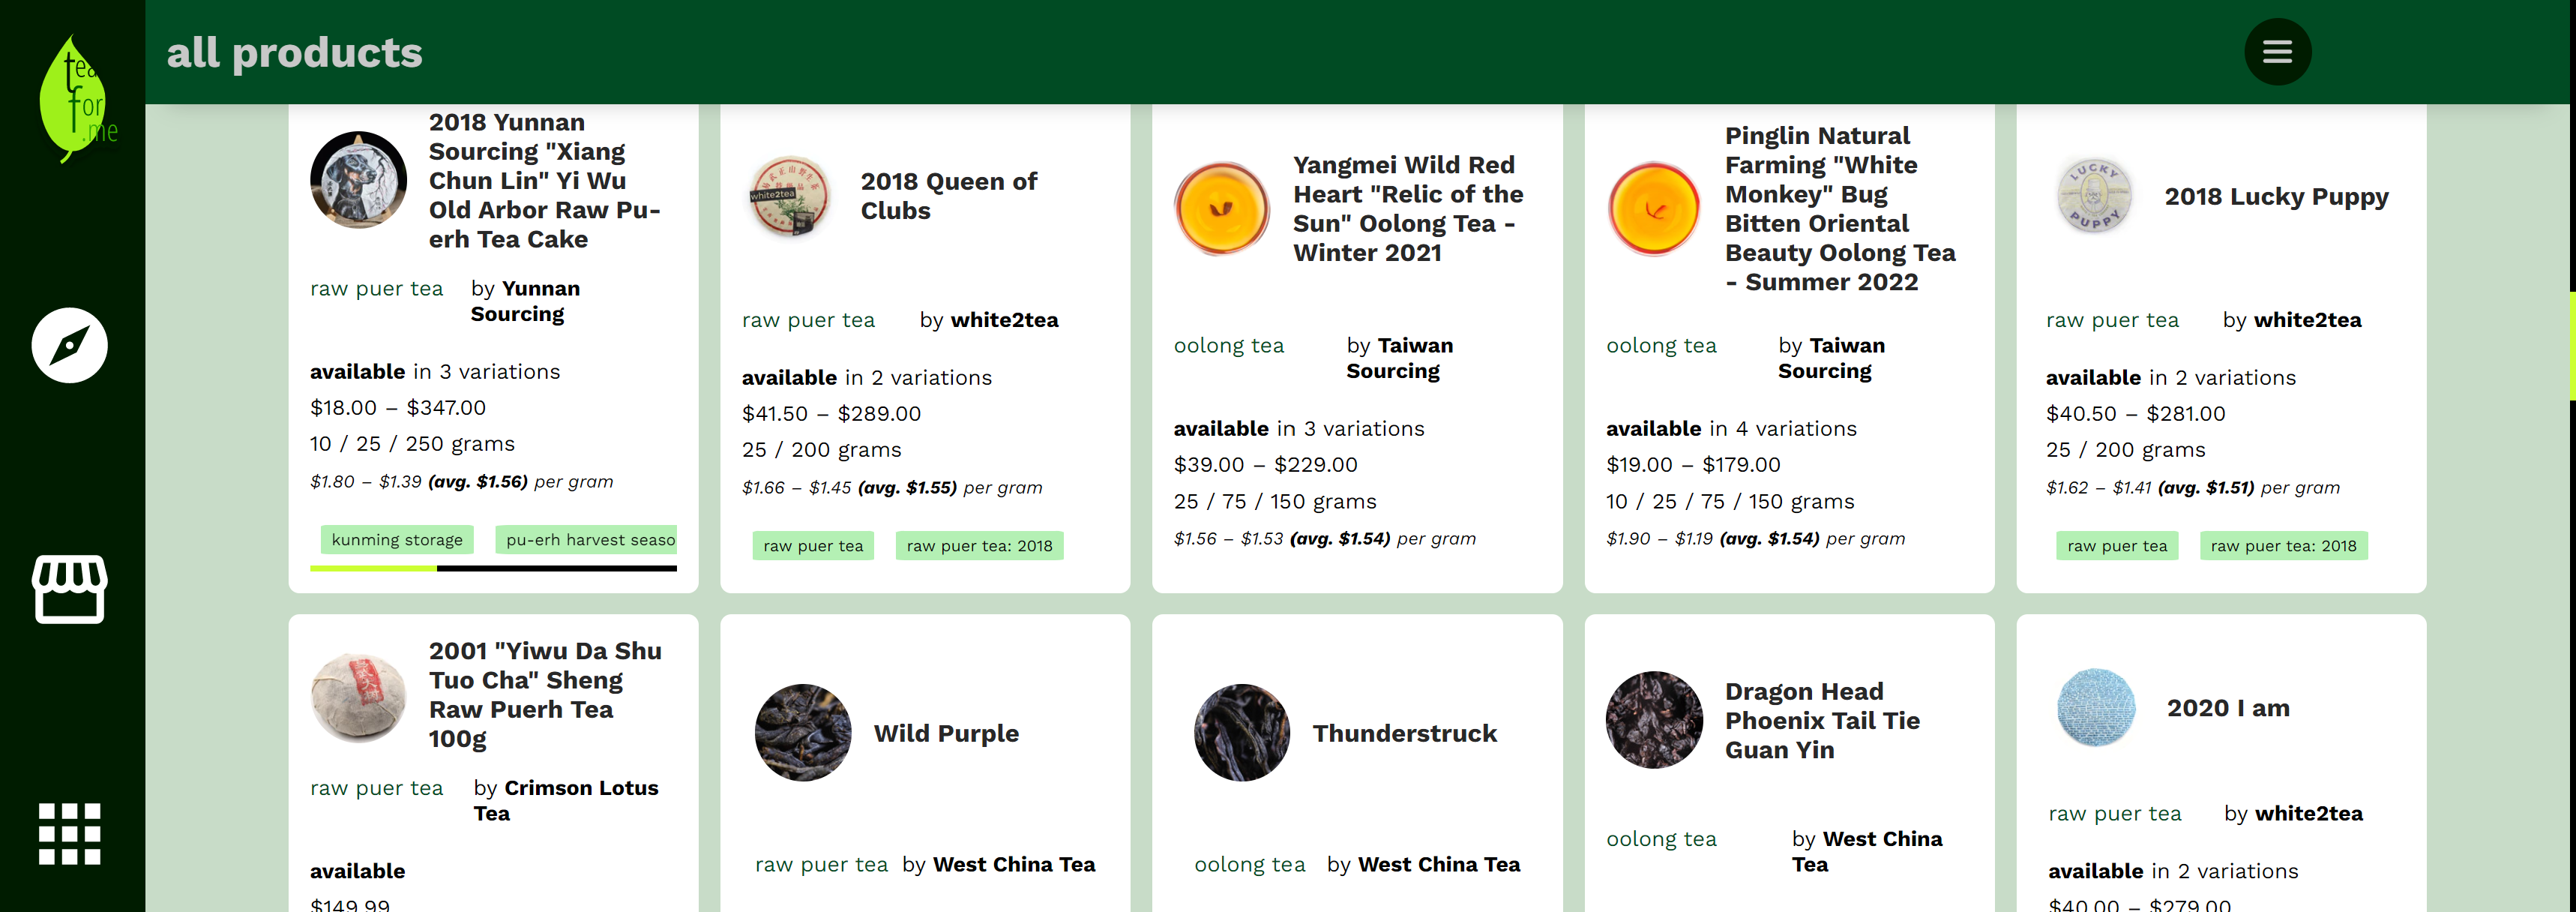 tea
for
.me
all products
2018 Yunnan
Sourcing "Xiang
Chun Lin" Yi Wu
Old Arbor Raw Pu-
erh Tea Cake
raw puer tea
by Yunnan
Sourcing
available in 3 variations
$18.00 – $347.00
10 / 25 / 250 grams
$1.80 – $1.39 (avg. $1.56) per gram
kunming storage
pu-erh harvest seaso
white2tea
2018 Queen of
Clubs
raw puer tea
by white2tea
available in 2 variations
$41.50 – $289.00
25 / 200 grams
$1.66 – $1.45 (avg. $1.55) per gram
raw puer tea
raw puer tea: 2018
Yangmei Wild Red
Heart "Relic of the
Sun" Oolong Tea -
Winter 2021
oolong tea
by Taiwan
Sourcing
available in 3 variations
$39.00 – $229.00
25 / 75 / 150 grams
$1.56 – $1.53 (avg. $1.54) per gram
Pinglin Natural
Farming "White
Monkey" Bug
Bitten Oriental
Beauty Oolong Tea
- Summer 2022
oolong tea
by Taiwan
Sourcing
available in 4 variations
$19.00 – $179.00
10 / 25 / 75 / 150 grams
$1.90 – $1.19 (avg. $1.54) per gram
LUCKY
PUPPY
2018 Lucky Puppy
raw puer tea
by white2tea
available in 2 variations
$40.50 – $281.00
25 / 200 grams
$1.62 – $1.41 (avg. $1.51) per gram
raw puer tea
raw puer tea: 2018
2001 "Yiwu Da Shu
Tuo Cha" Sheng
Raw Puerh Tea
100g
raw puer tea
by Crimson Lotus
Tea
available
$149.99
Wild Purple
raw puer tea
by West China Tea
Thunderstruck
oolong tea
by West China Tea
Dragon Head
Phoenix Tail Tie
Guan Yin
oolong tea
by West China
Tea
2020 I am
raw puer tea
by white2tea
available in 2 variations
$40.00 – $279.00